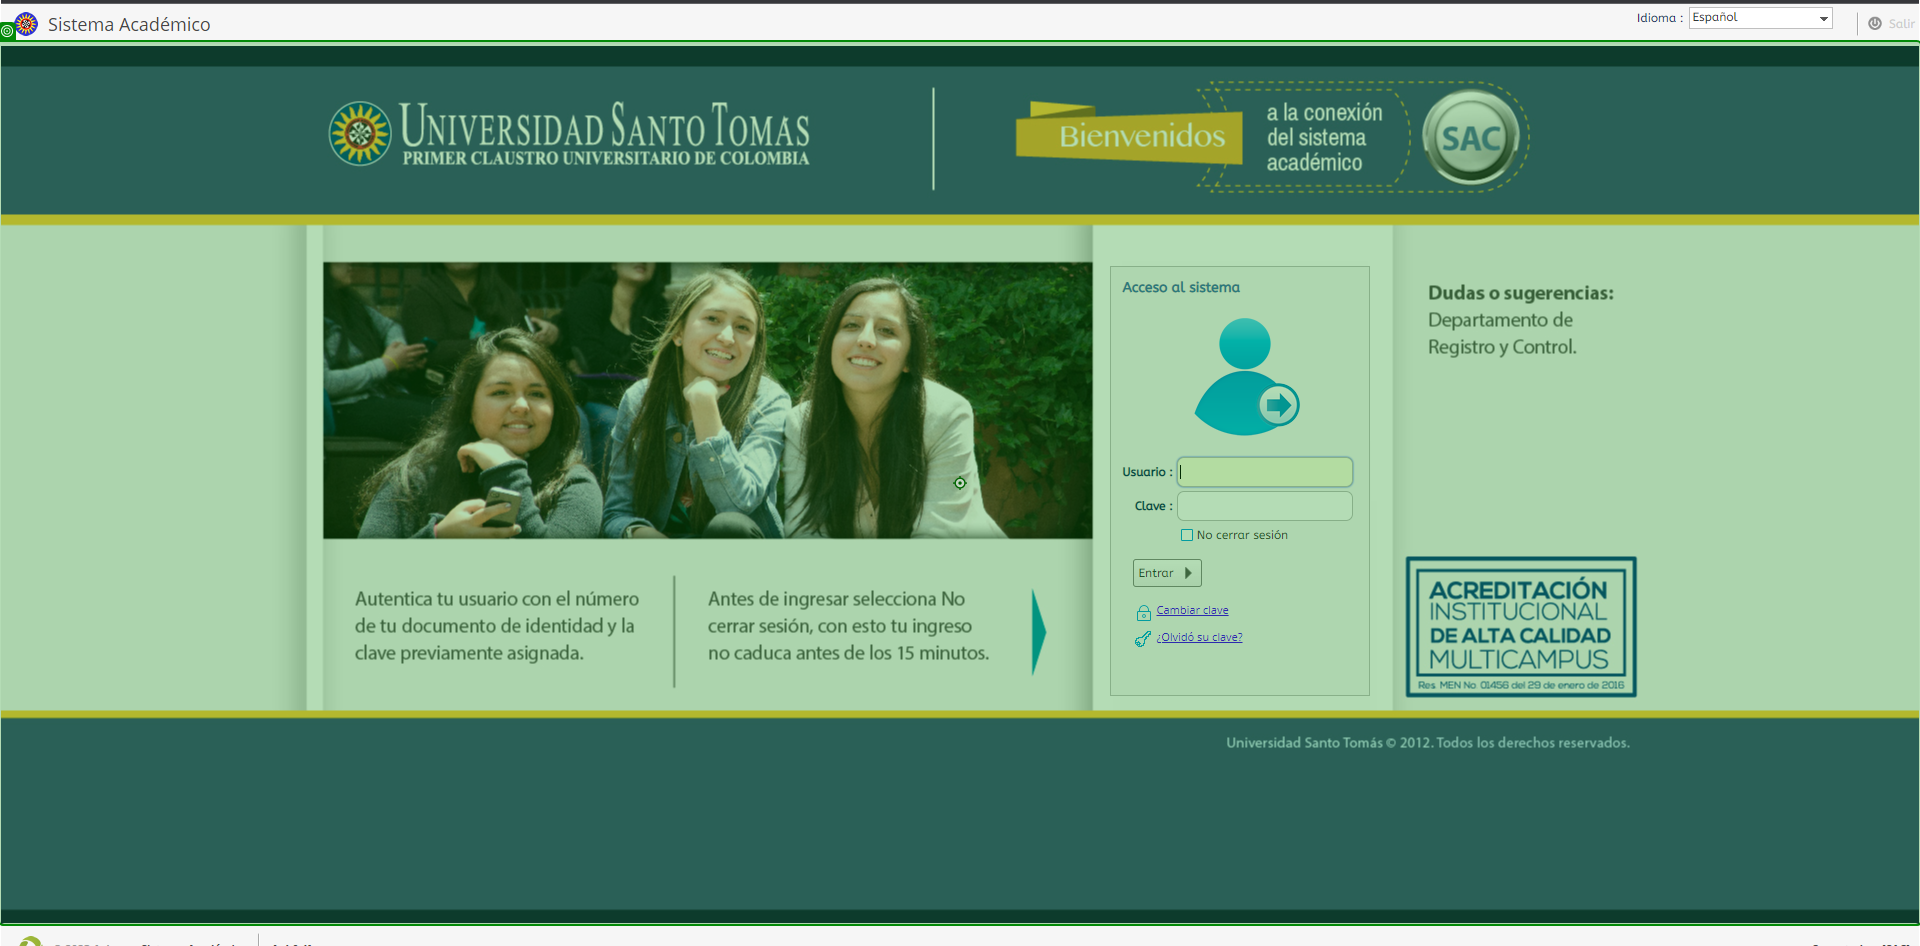 Sistema Académico
Idioma :
Español
Salir
UNIVERSIDAD SANTO TOMÁS
PRIMER CLAUSTRO UNIVERSITARIO DE COLOMBIA
Bienvenidos
a la conexión
del sistema
académico
SAC
Acceso al sistema
Usuario :
Clave :
No cerrar sesión
Entrar
Cambiar clave
¿Olvidó su clave?
Dudas o sugerencias:
Departamento de
Registro y Control.
Autentica tu usuario con el número
de tu documento de identidad y la
clave previamente asignada.
Antes de ingresar selecciona No
cerrar sesión, con esto tu ingreso
no caduca antes de los 15 minutos.
ACREDITACIÓN
INSTITUCIONAL
DE ALTA CALIDAD
MULTICAMPUS
Res. MEN No. 01456 del 29 de enero de 2016
Universidad Santo Tomás © 2012. Todos los derechos reservados.